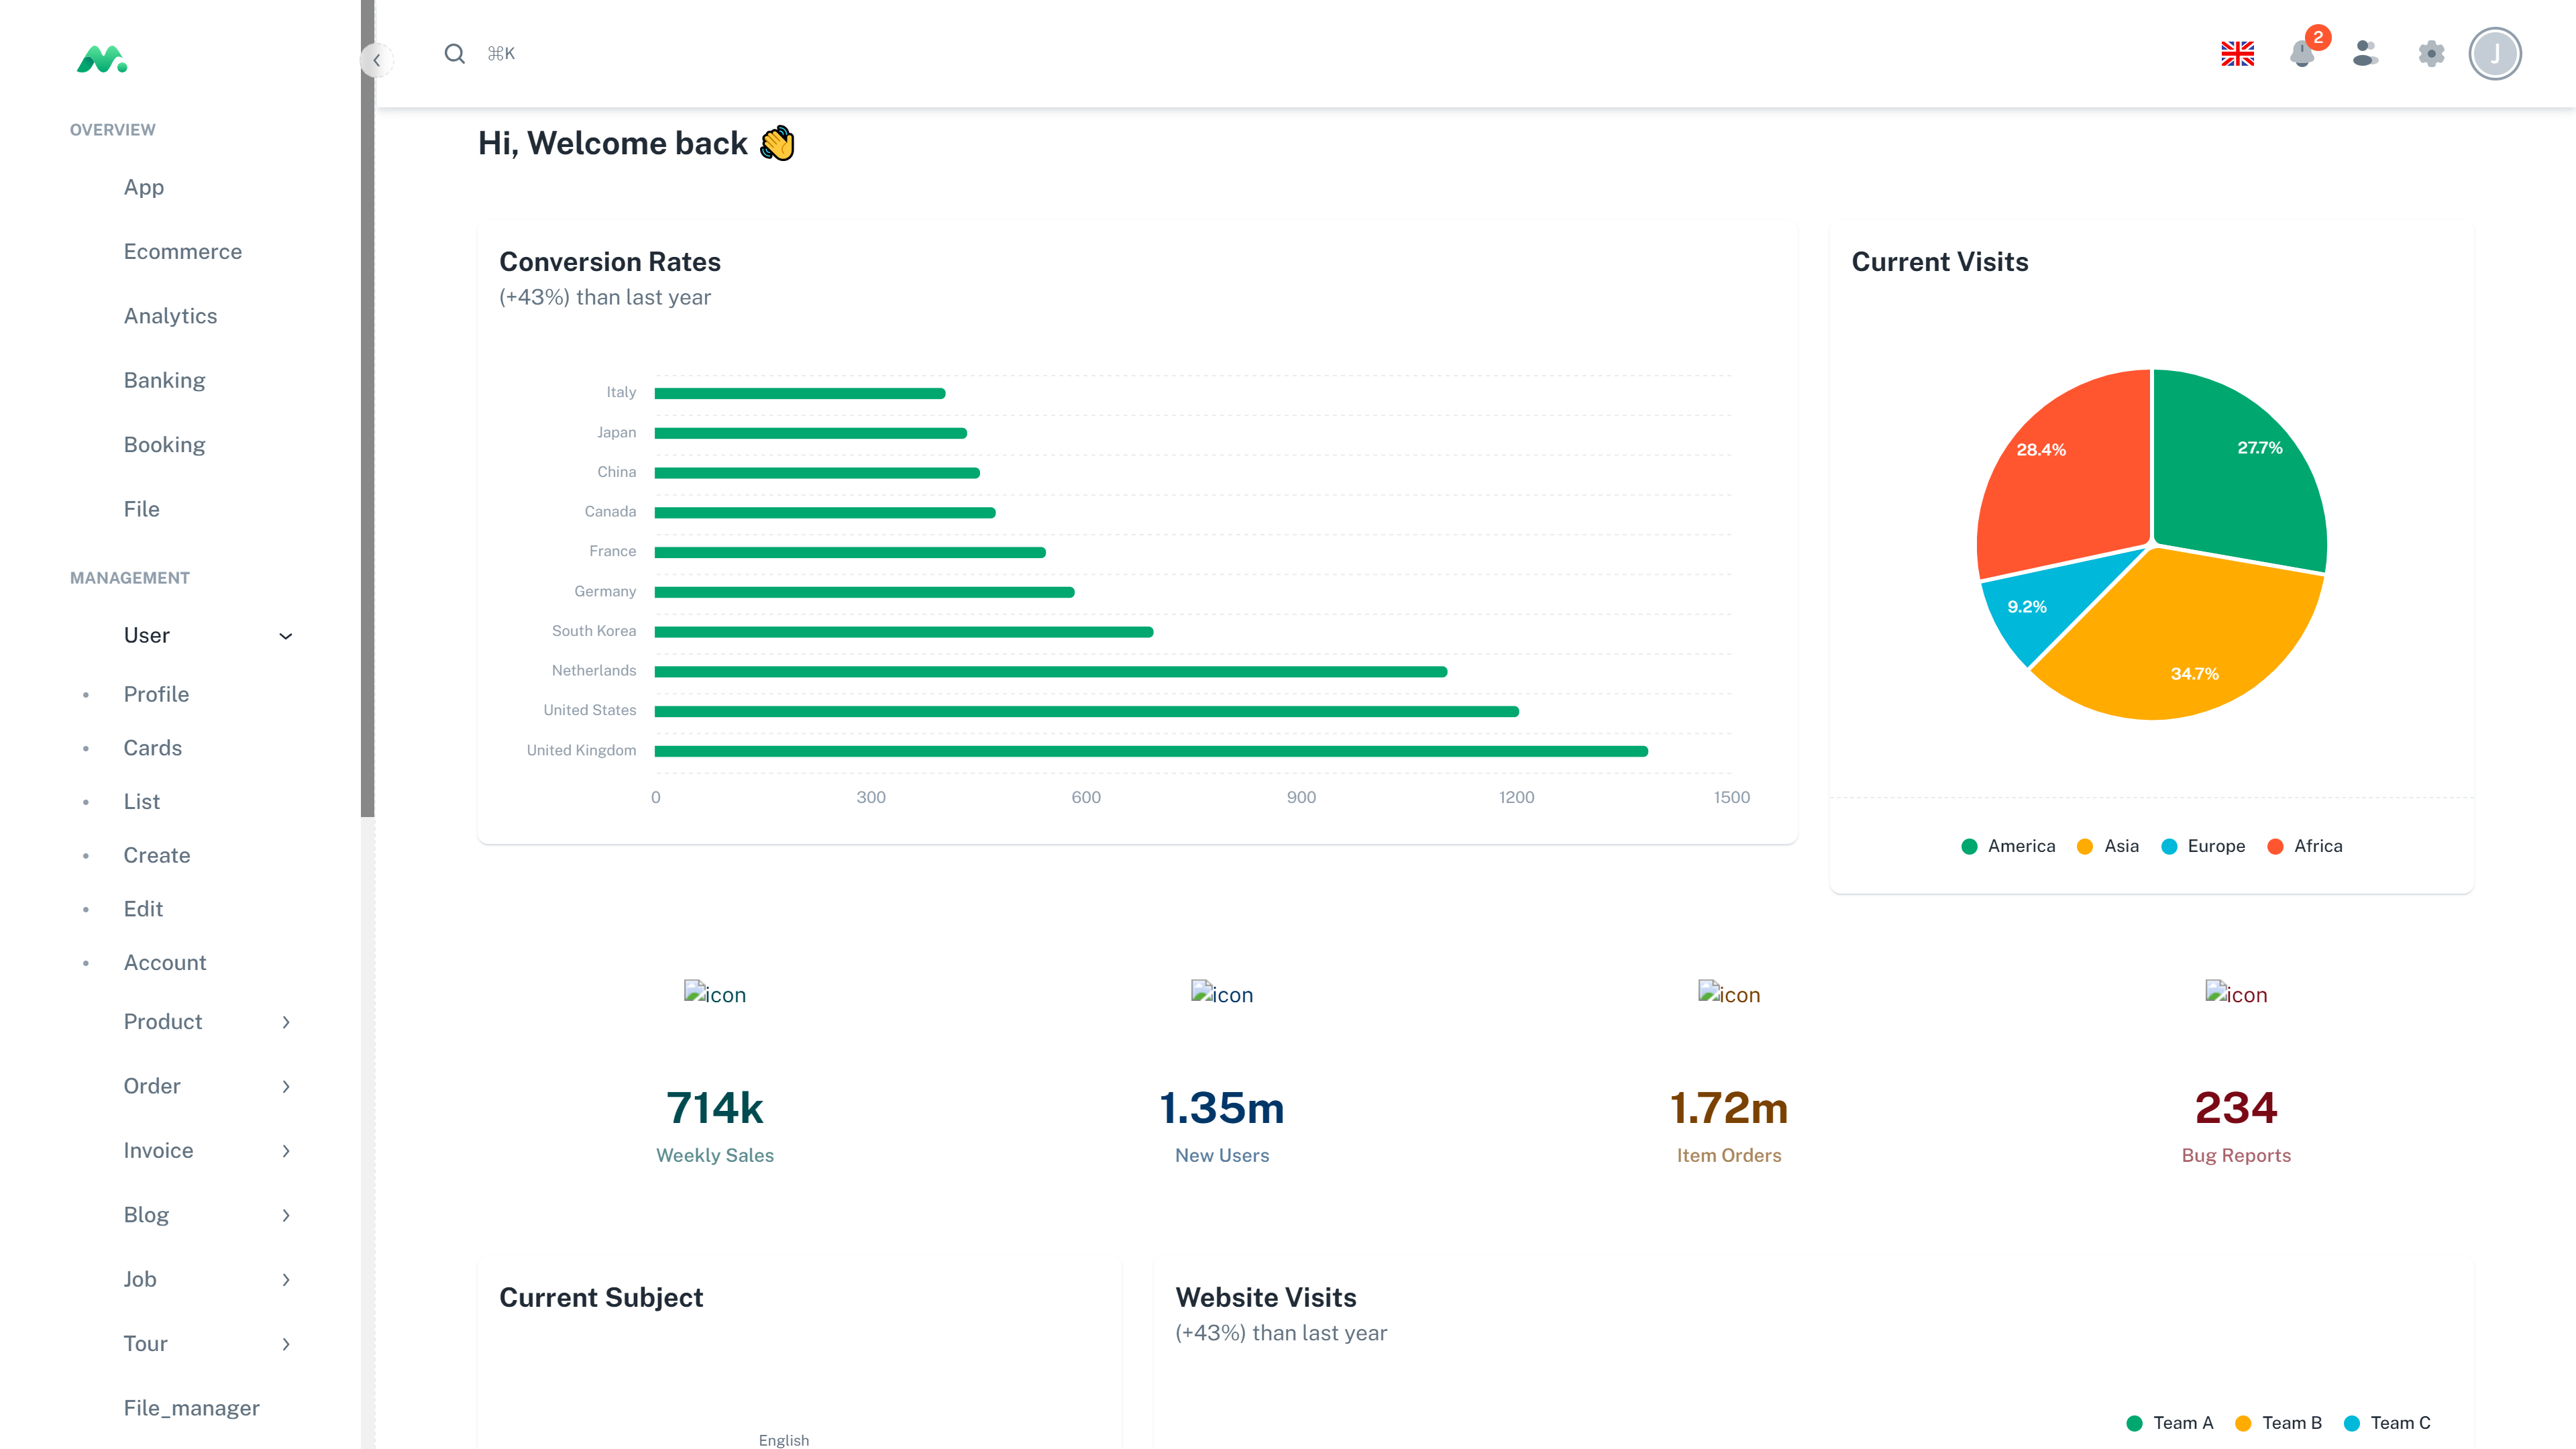 OVERVIEW
App
Ecommerce
Analytics
Banking
Booking
File
MANAGEMENT
User
Profile
Cards
List
Create
Edit
Account
Product
Order
Invoice
Blog
Job
Tour
File_manager
⌘K
2
J
Hi, Welcome back 👋
Conversion Rates
(+43%) than last year
Italy
Japan
China
Canada
France
Germany
South Korea
Netherlands
United States
United Kingdom
0 300 600 900 1200 1500
Current Visits
28.4%
27.7%
9.2%
34.7%
America Asia Europe Africa
icon
714k
Weekly Sales
icon
1.35m
New Users
icon
1.72m
Item Orders
icon
234
Bug Reports
Current Subject
English
Website Visits
(+43%) than last year
Team A Team B Team C